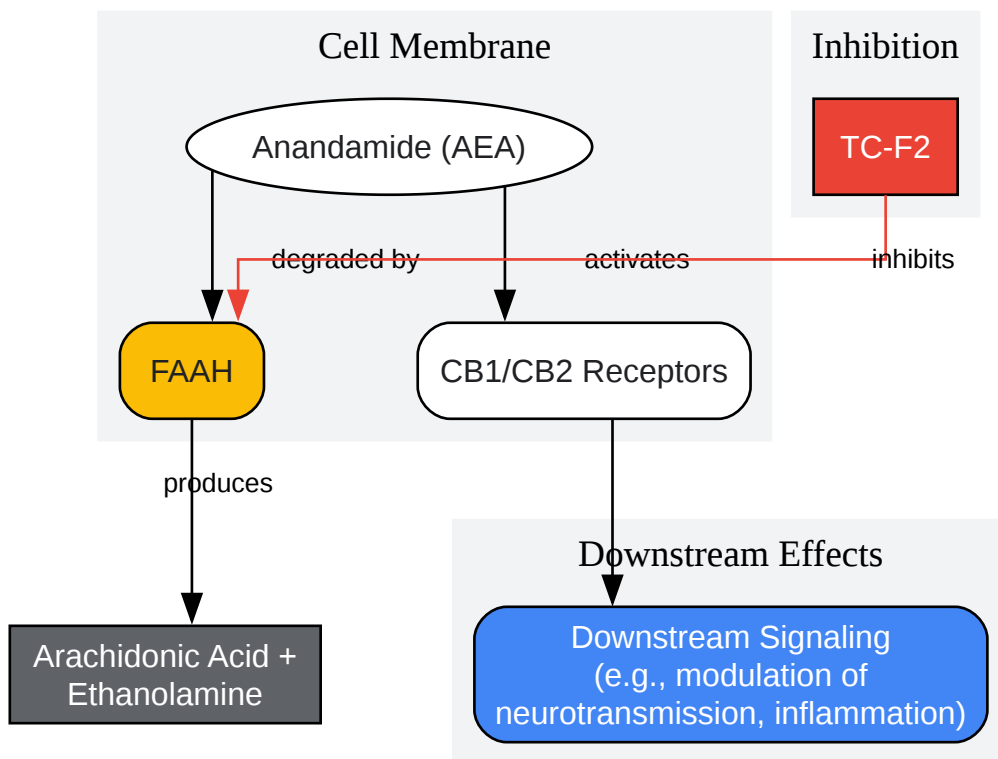 Cell Membrane
Inhibition
Anandamide (AEA)
TC-F2
degraded by
activates
inhibits
FAAH
CB1/CB2 Receptors
produces
Downstream Effects
Arachidonic Acid +
Ethanolamine
Downstream Signaling
(e.g., modulation of
neurotransmission, inflammation)